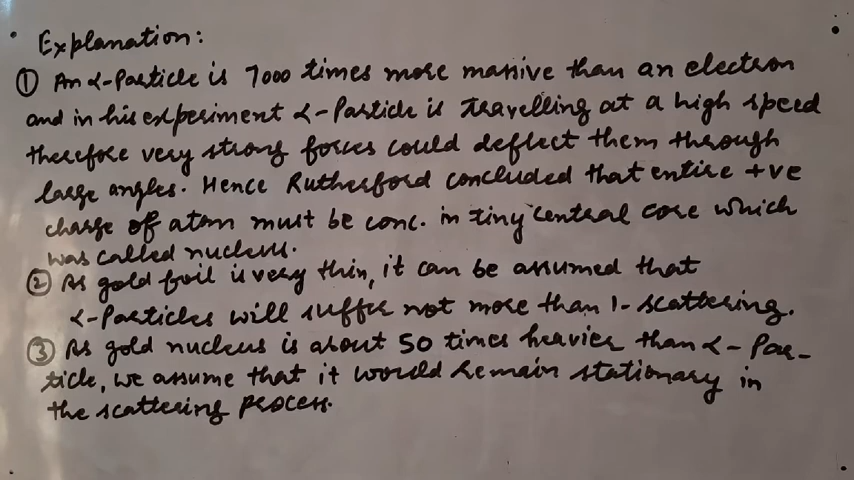 Explanation:
① An α-Particle is 7000 times more massive than an electron
and in his experiment α-Particle is travelling at a high speed
therefore very strong forces could deflect them through
large angles. Hence Rutherford concluded that entire +ve
charge of atom must be conc. in tiny central core which
was called nucleus.
② As gold foil is very thin, it can be assumed that
α-Particles will suffer not more than 1-scattering.
③ As gold nucleus is about 50 times heavier than α-Par-
ticle, we assume that it would remain stationary in
the scattering process.